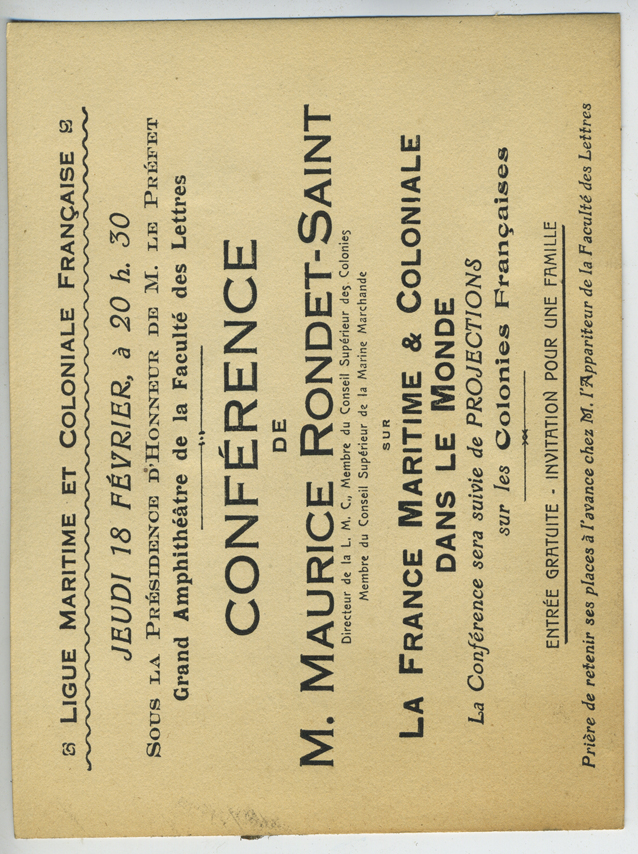 LIGUE MARITIME ET COLONIALE FRANÇAISE
JEUDI 18 FÉVRIER, à 20 h. 30
SOUS LA PRÉSIDENCE D'HONNEUR DE M. LE PRÉFET
Grand Amphithéâtre de la Faculté des Lettres
CONFÉRENCE
DE
M. MAURICE RONDET-SAINT
Directeur de la L. M. C., Membre du Conseil Supérieur des Colonies
Membre du Conseil Supérieur de la Marine Marchande
SUR
LA FRANCE MARITIME & COLONIALE
DANS LE MONDE
La Conférence sera suivie de PROJECTIONS
sur les Colonies Françaises
ENTRÉE GRATUITE - INVITATION POUR UNE FAMILLE
Prière de retenir ses places à l'avance chez M. l'Appariteur de la Faculté des Lettres